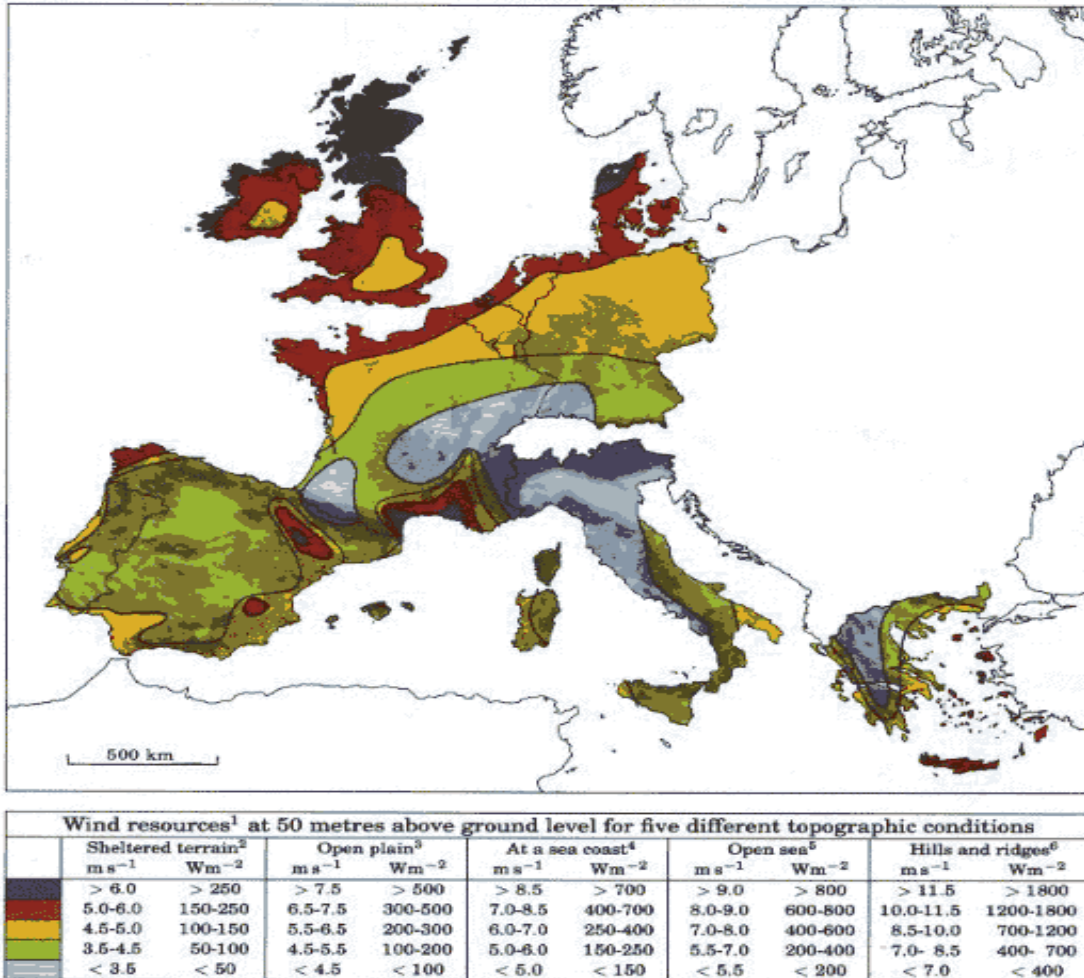 500 km
Wind resources¹ at 50 metres above ground level for five different topographic conditions
Sheltered terrain² Open plain³ At a sea coast⁴ Open sea⁵ Hills and ridges⁶
m s⁻¹ Wm⁻² m s⁻¹ Wm⁻² m s⁻¹ Wm⁻² m s⁻¹ Wm⁻² m s⁻¹ Wm⁻²
> 6.0 > 250 > 7.5 > 500 > 8.5 > 700 > 9.0 > 800 > 11.5 > 1800
5.0-6.0 150-250 6.5-7.5 300-500 7.0-8.5 400-700 8.0-9.0 600-800 10.0-11.5 1200-1800
4.5-5.0 100-150 5.5-6.5 200-300 6.0-7.0 250-400 7.0-8.0 400-600 8.5-10.0 700-1200
3.5-4.5 50-100 4.5-5.5 100-200 5.0-6.0 150-250 5.5-7.0 200-400 7.0- 8.5 400- 700
< 3.5 < 50 < 4.5 < 100 < 5.0 < 150 < 5.5 < 200 < 7.0 400